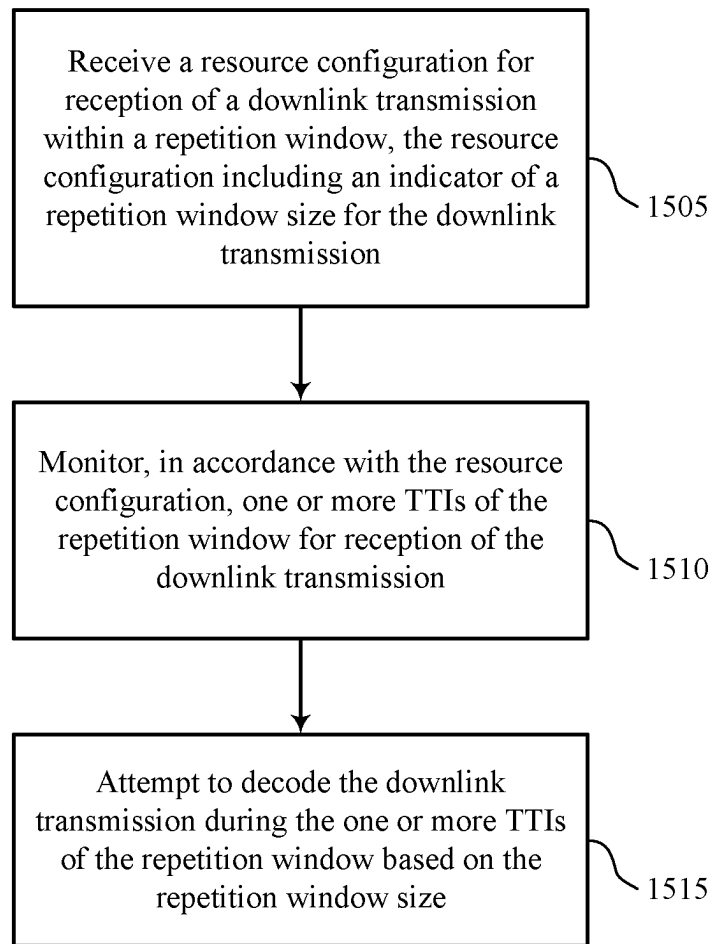 Receive a resource configuration for
reception of a downlink transmission
within a repetition window, the resource
configuration including an indicator of a
repetition window size for the downlink
transmission
1505
Monitor, in accordance with the resource
configuration, one or more TTIs of the
repetition window for reception of the
downlink transmission
1510
Attempt to decode the downlink
transmission during the one or more TTIs
of the repetition window based on the
repetition window size
1515